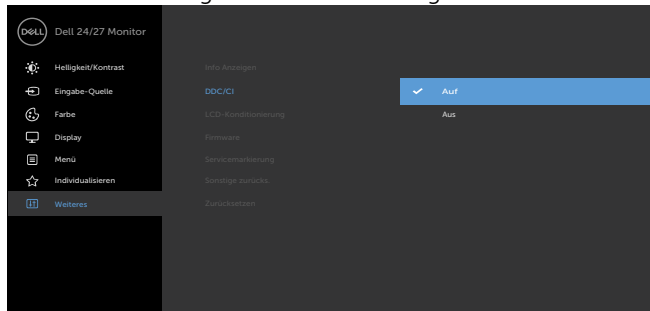 DELL
Dell 24/27 Monitor
Helligkeit/Kontrast
Info Anzeigen
Eingabe-Quelle
DDC/CI
Auf
Farbe
LCD-Konditionierung
Aus
Display
Firmware
Menü
Servicemarkierung
Individualisieren
Sonstige zurücks
Weiteres
Zurücksetzen